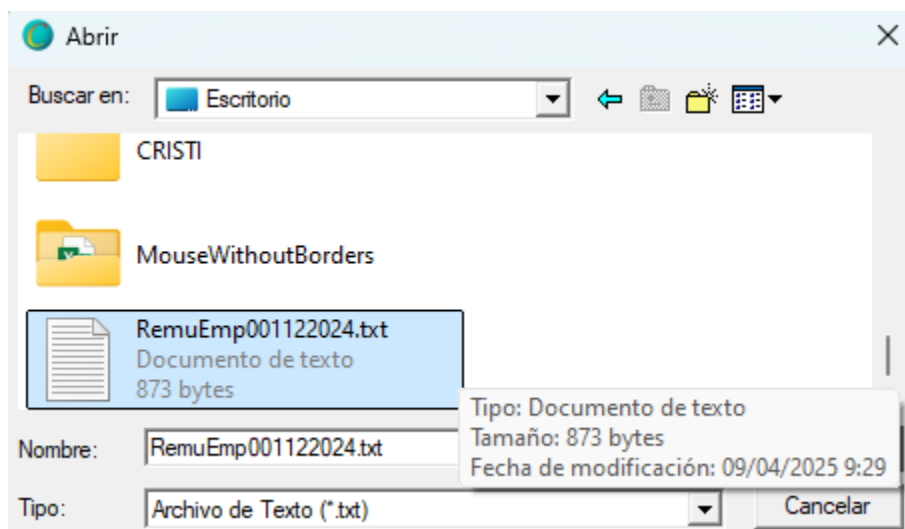 Abrir
Buscar en: Escritorio
CRISTI
MouseWithoutBorders
RemuEmp001122024.txt
Documento de texto
873 bytes
Tipo: Documento de texto
Tamaño: 873 bytes
Fecha de modificación: 09/04/2025 9:29
Nombre: RemuEmp001122024.txt
Tipo: Archivo de Texto (*.txt) Cancelar